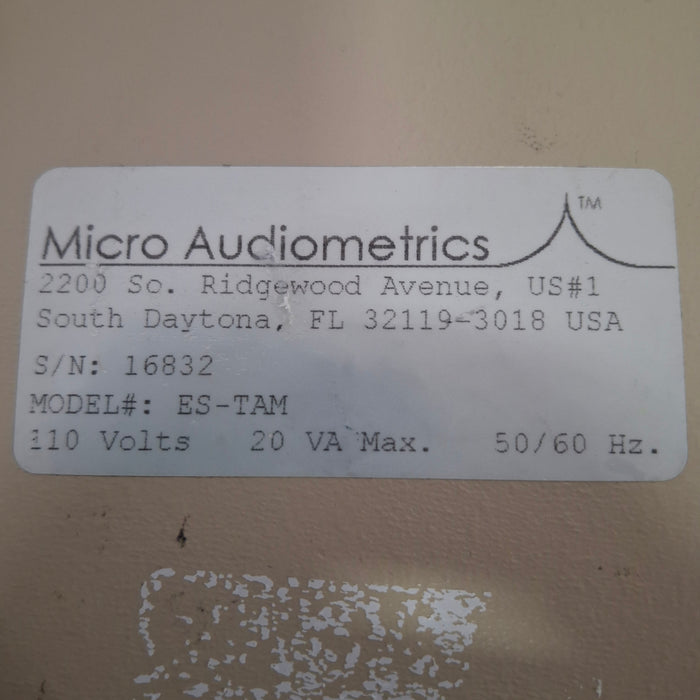 Micro Audiometrics ™
2200 So. Ridgewood Avenue, US#1
South Daytona, FL 32119-3018 USA
S/N: 16832
MODEL#: ES-TAM
110 Volts 20 VA Max. 50/60 Hz.